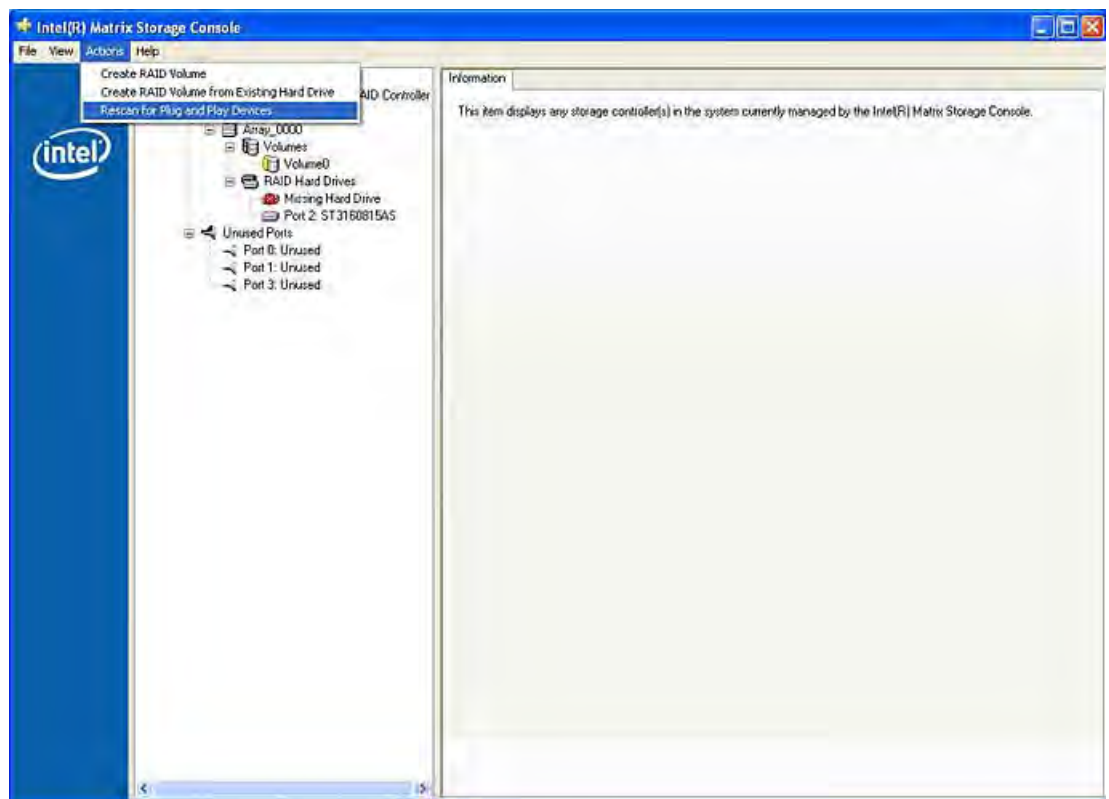 Intel(R) Matrix Storage Console
File View Actions Help
Create RAID Volume
Create RAID Volume from Existing Hard Drive
Rescan for Plug and Play Devices
AID Controller
Array_0000
Volumes
Volume0
RAID Hard Drives
Missing Hard Drive
Port 2: ST3160815AS
Unused Ports
Port 0: Unused
Port 1: Unused
Port 3: Unused
intel
Information
This item displays any storage controller(s) in the system currently managed by the Intel(R) Matrix Storage Console.